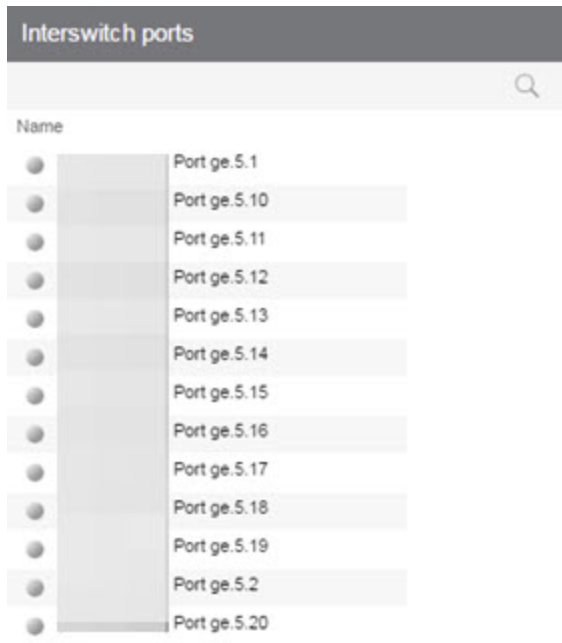 Interswitch ports
Name
Port ge.5.1
Port ge.5.10
Port ge.5.11
Port ge.5.12
Port ge.5.13
Port ge.5.14
Port ge.5.15
Port ge.5.16
Port ge.5.17
Port ge.5.18
Port ge.5.19
Port ge.5.2
Port ge.5.20